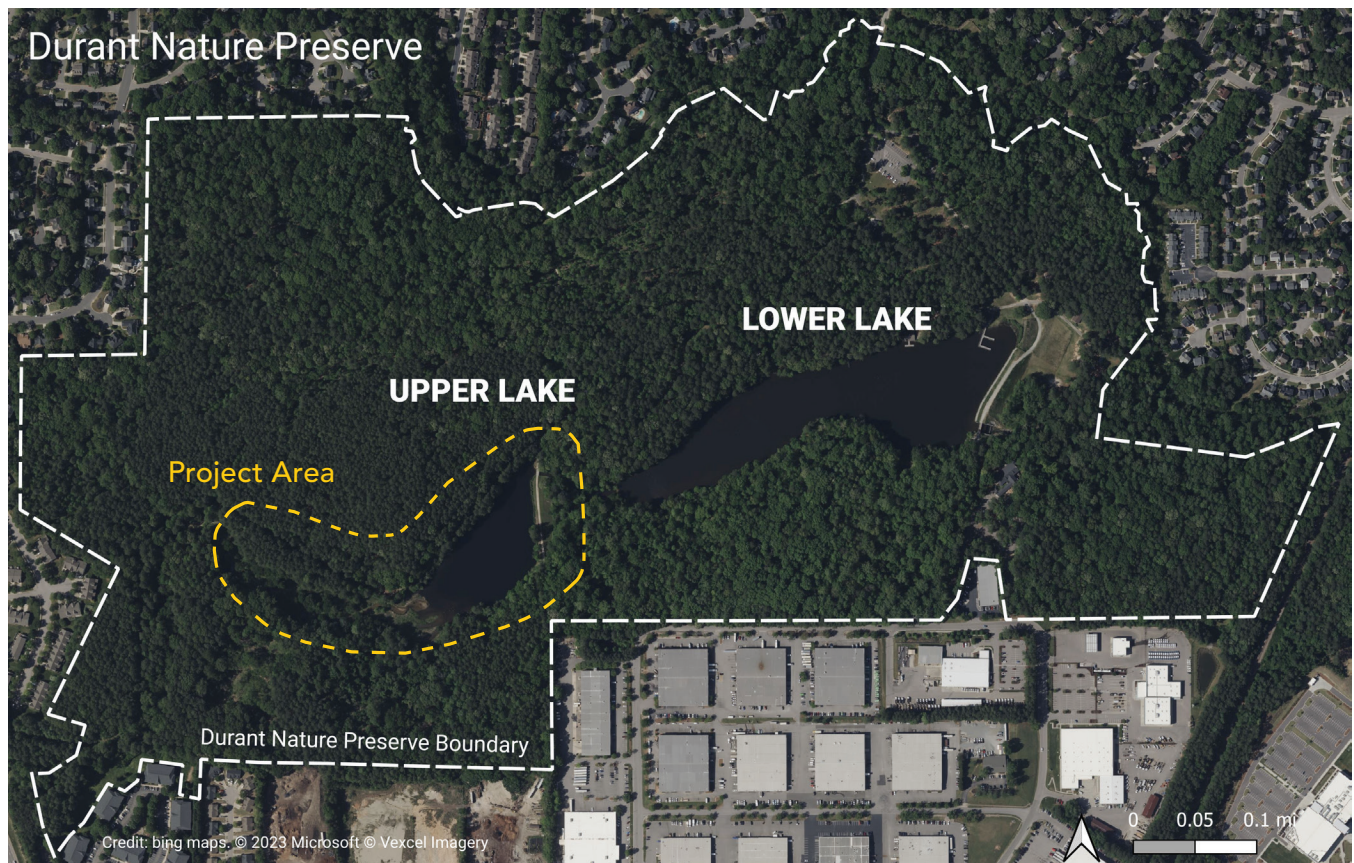 Durant Nature Preserve
LOWER LAKE
UPPER LAKE
Project Area
Durant Nature Preserve Boundary
0 0.05 0.1 mi
Credit: bing maps. © 2023 Microsoft © Vexcel Imagery